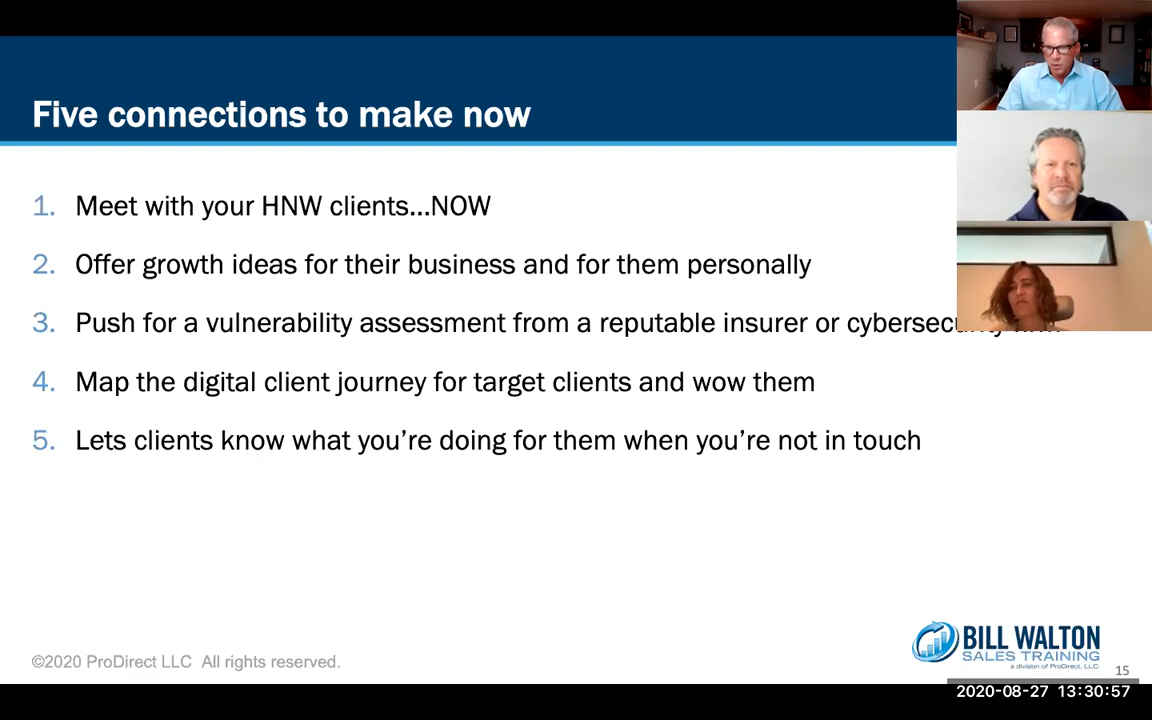 Five connections to make now
1. Meet with your HNW clients...NOW
2. Offer growth ideas for their business and for them personally
3. Push for a vulnerability assessment from a reputable insurer or
4. Map the digital client journey for target clients and wow them
5. Lets clients know what you’re doing for them when you’re not in touch
BILL WALTON
SALES TRAINING
a division of ProDirect, LLC.
©2020 ProDirect LLC All rights reserved.
15
2020-08-27 13:30:57